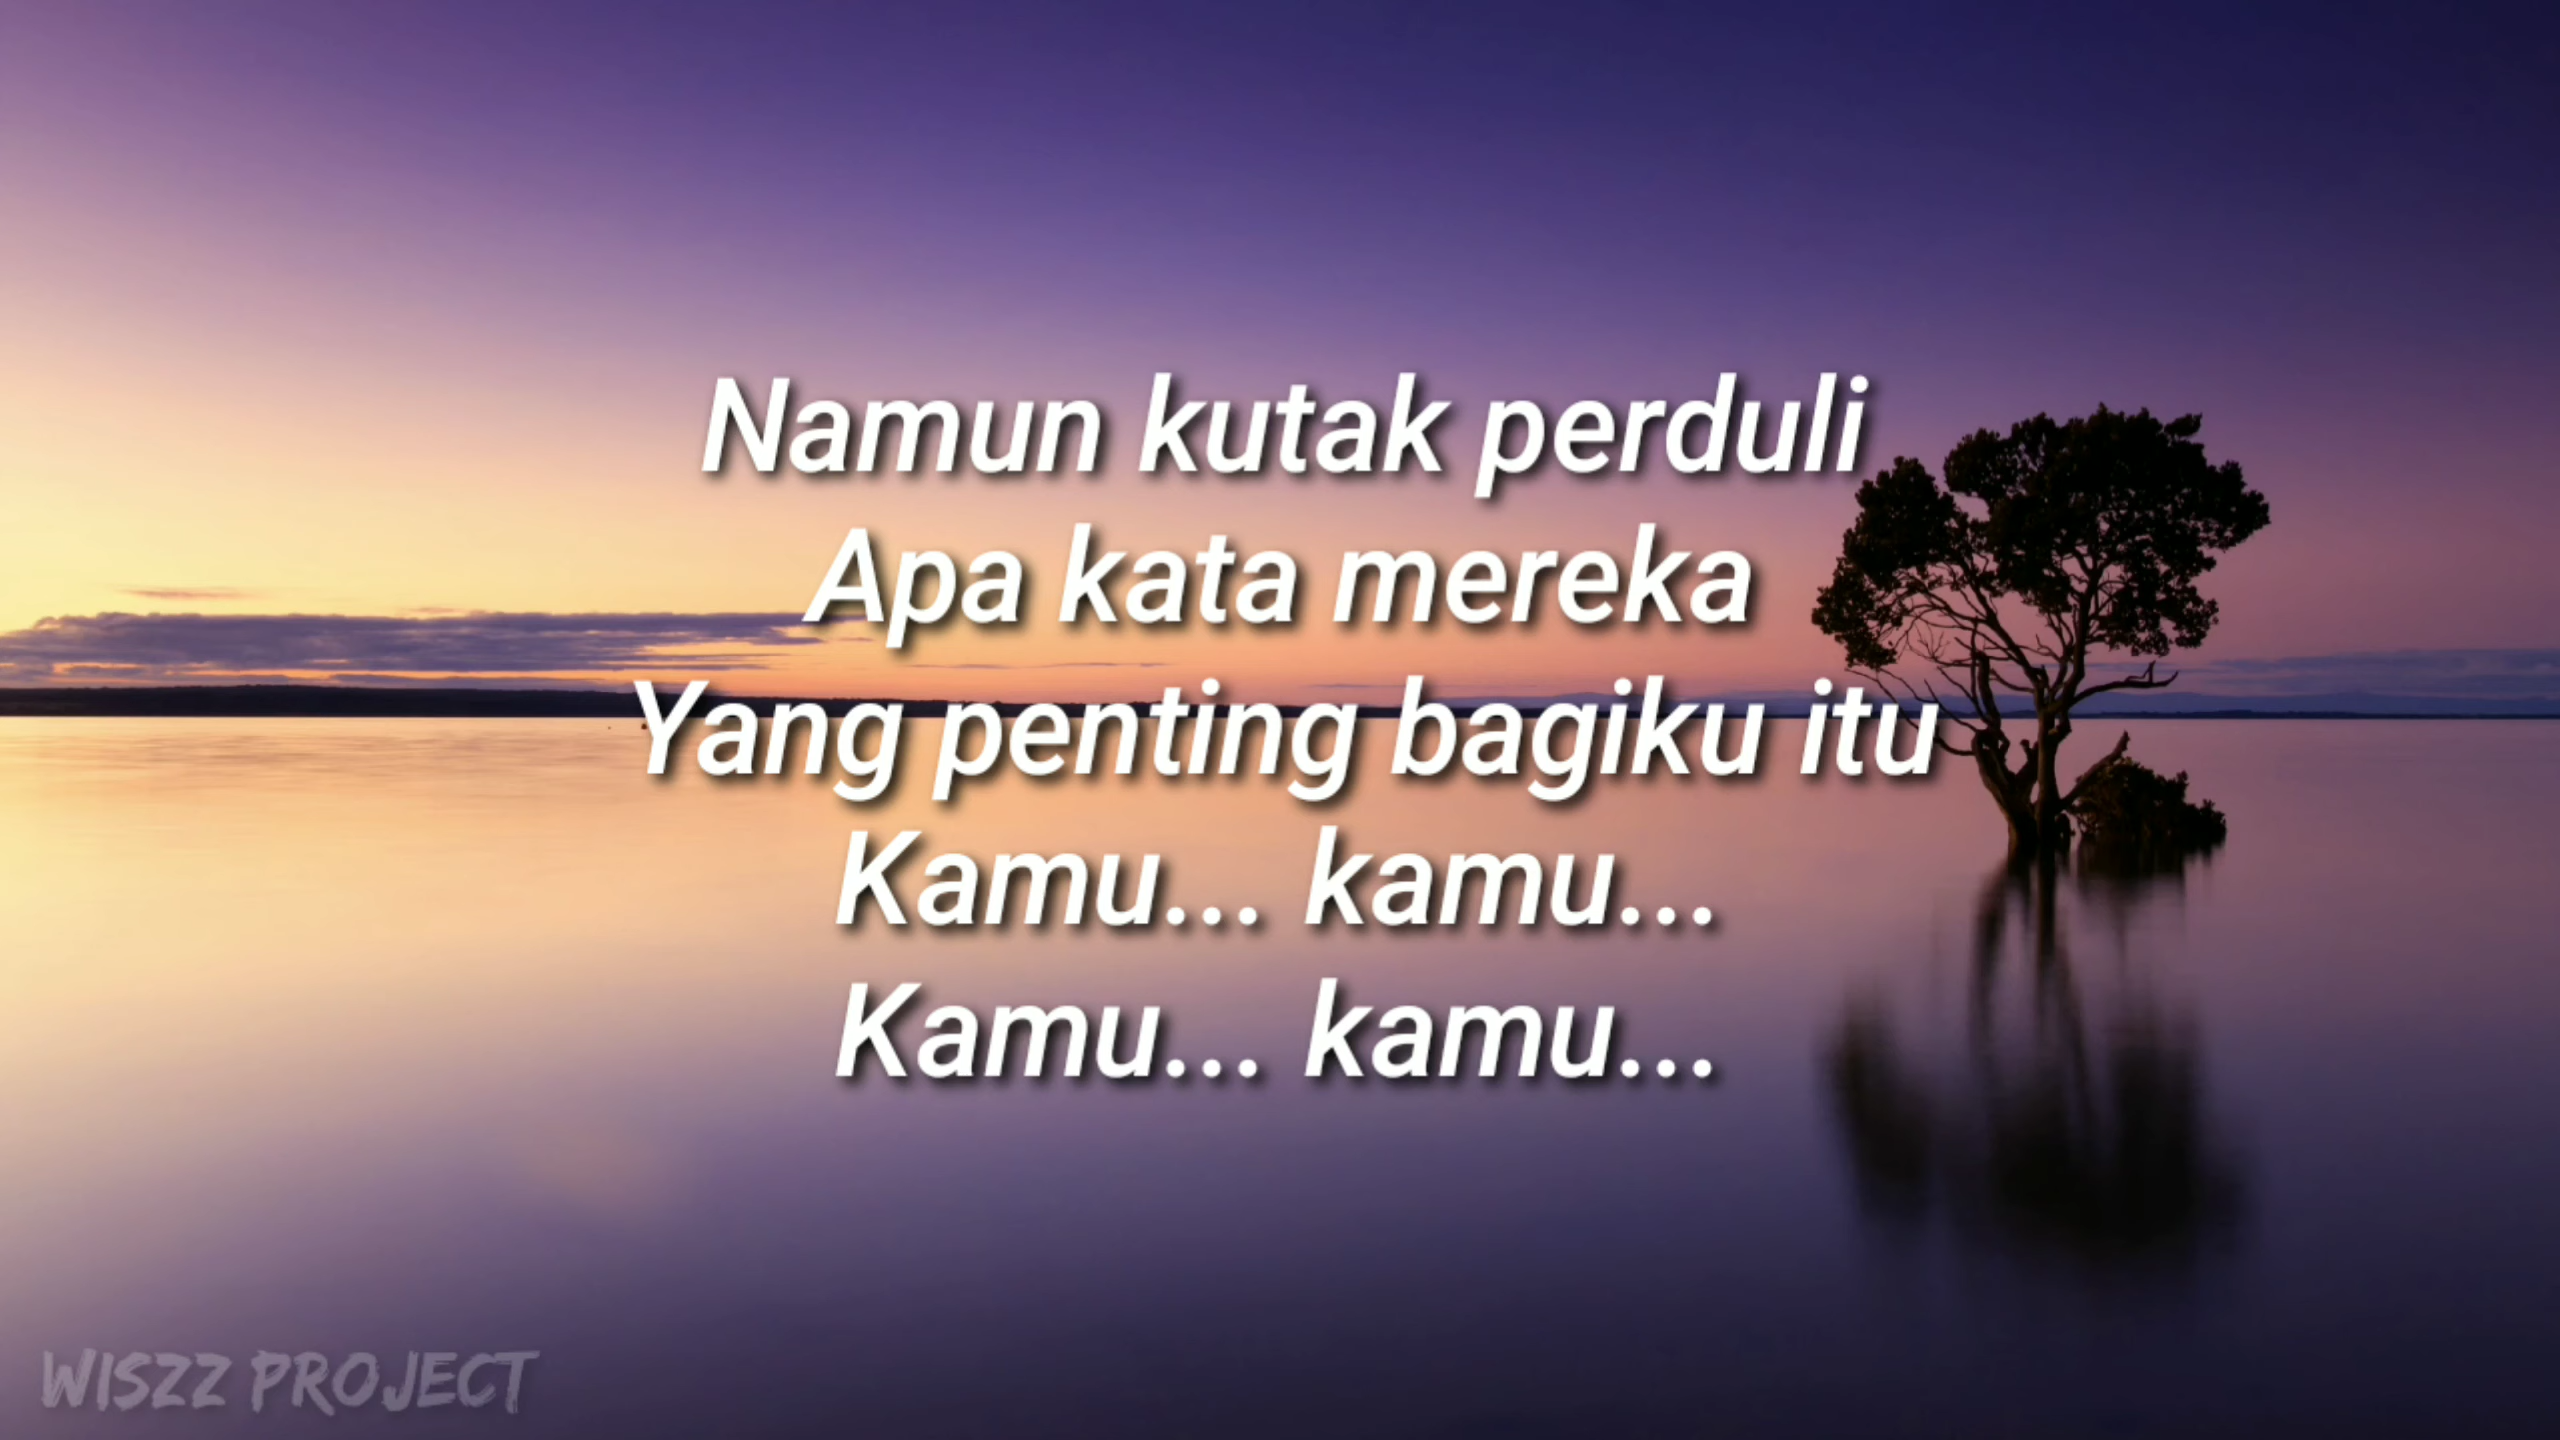 Namun kutak perduli
Apa kata mereka
Yang penting bagiku itu
Kamu... kamu...
Kamu... kamu...
WISZZ PROJECT